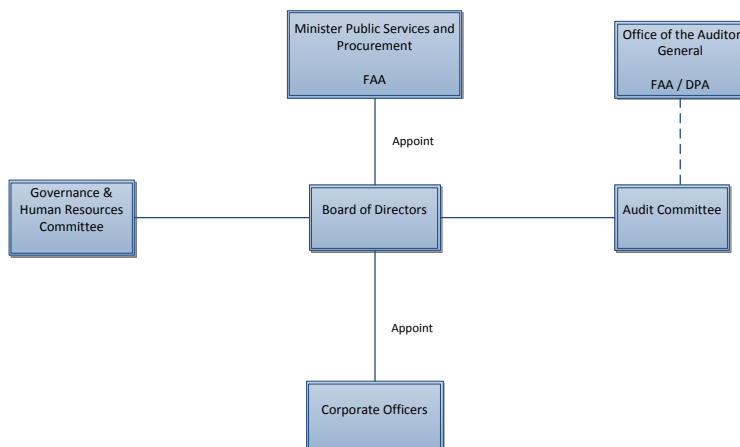 Minister Public Services and
Procurement
FAA
Office of the Auditor
General
FAA / DPA
Appoint
Governance &
Human Resources
Committee
Board of Directors
Audit Committee
Appoint
Corporate Officers